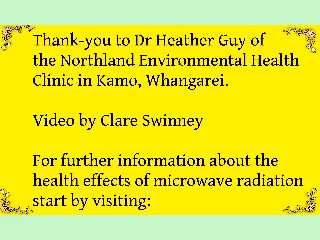 Thank-you to Dr Heather Guy of
the Northland Environmental Health
Clinic in Kamo, Whangarei.
Video by Clare Swinney
For further information about the
health effects of microwave radiation
start by visiting: